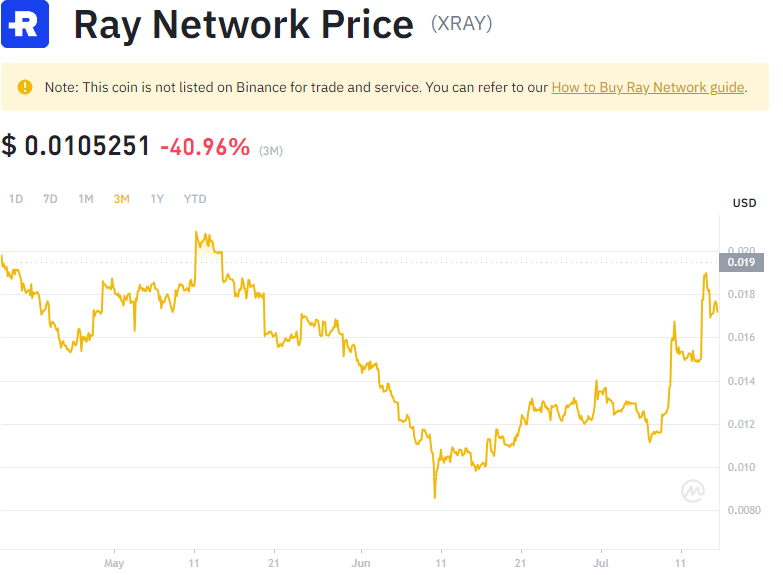 Ray Network Price (XRAY)
Note: This coin is not listed on Binance for trade and service. You can refer to our How to Buy Ray Network guide.
$ 0.0105251 -40.96% (3M)
1D 7D 1M 3M 1Y YTD
USD
0.020
0.019
0.018
0.016
0.014
0.012
0.010
0.0080
May 11 21 Jun 11 21 Jul 11